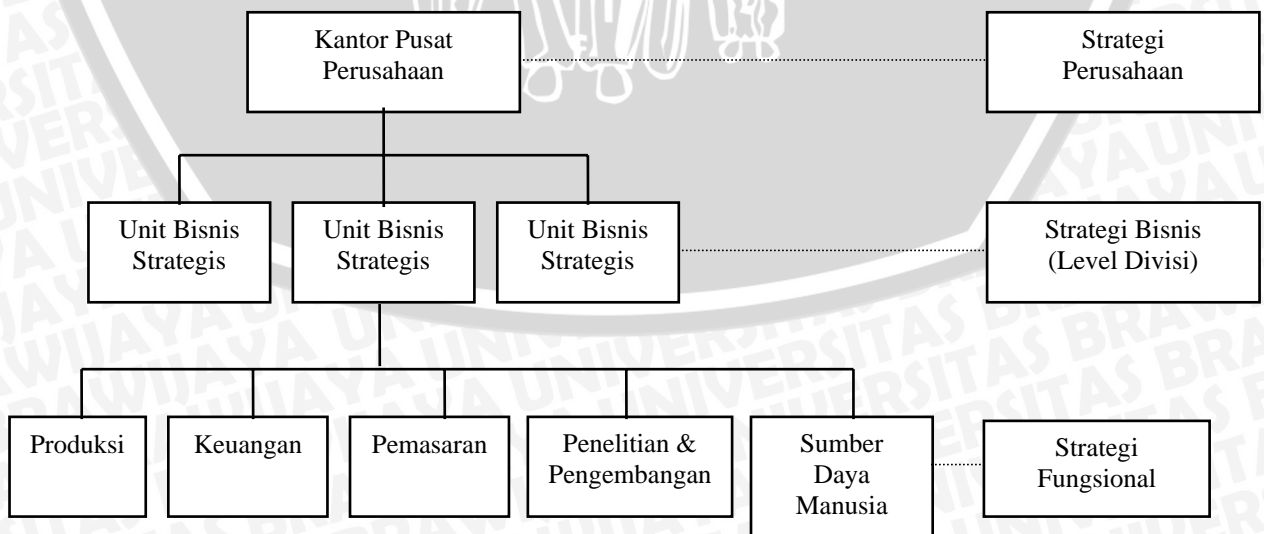 Kantor Pusat
Perusahaan
Strategi
Perusahaan
Unit Bisnis
Strategis
Unit Bisnis
Strategis
Unit Bisnis
Strategis
Strategi Bisnis
(Level Divisi)
Produksi
Keuangan
Pemasaran
Penelitian &
Pengembangan
Sumber
Daya
Manusia
Strategi
Fungsional